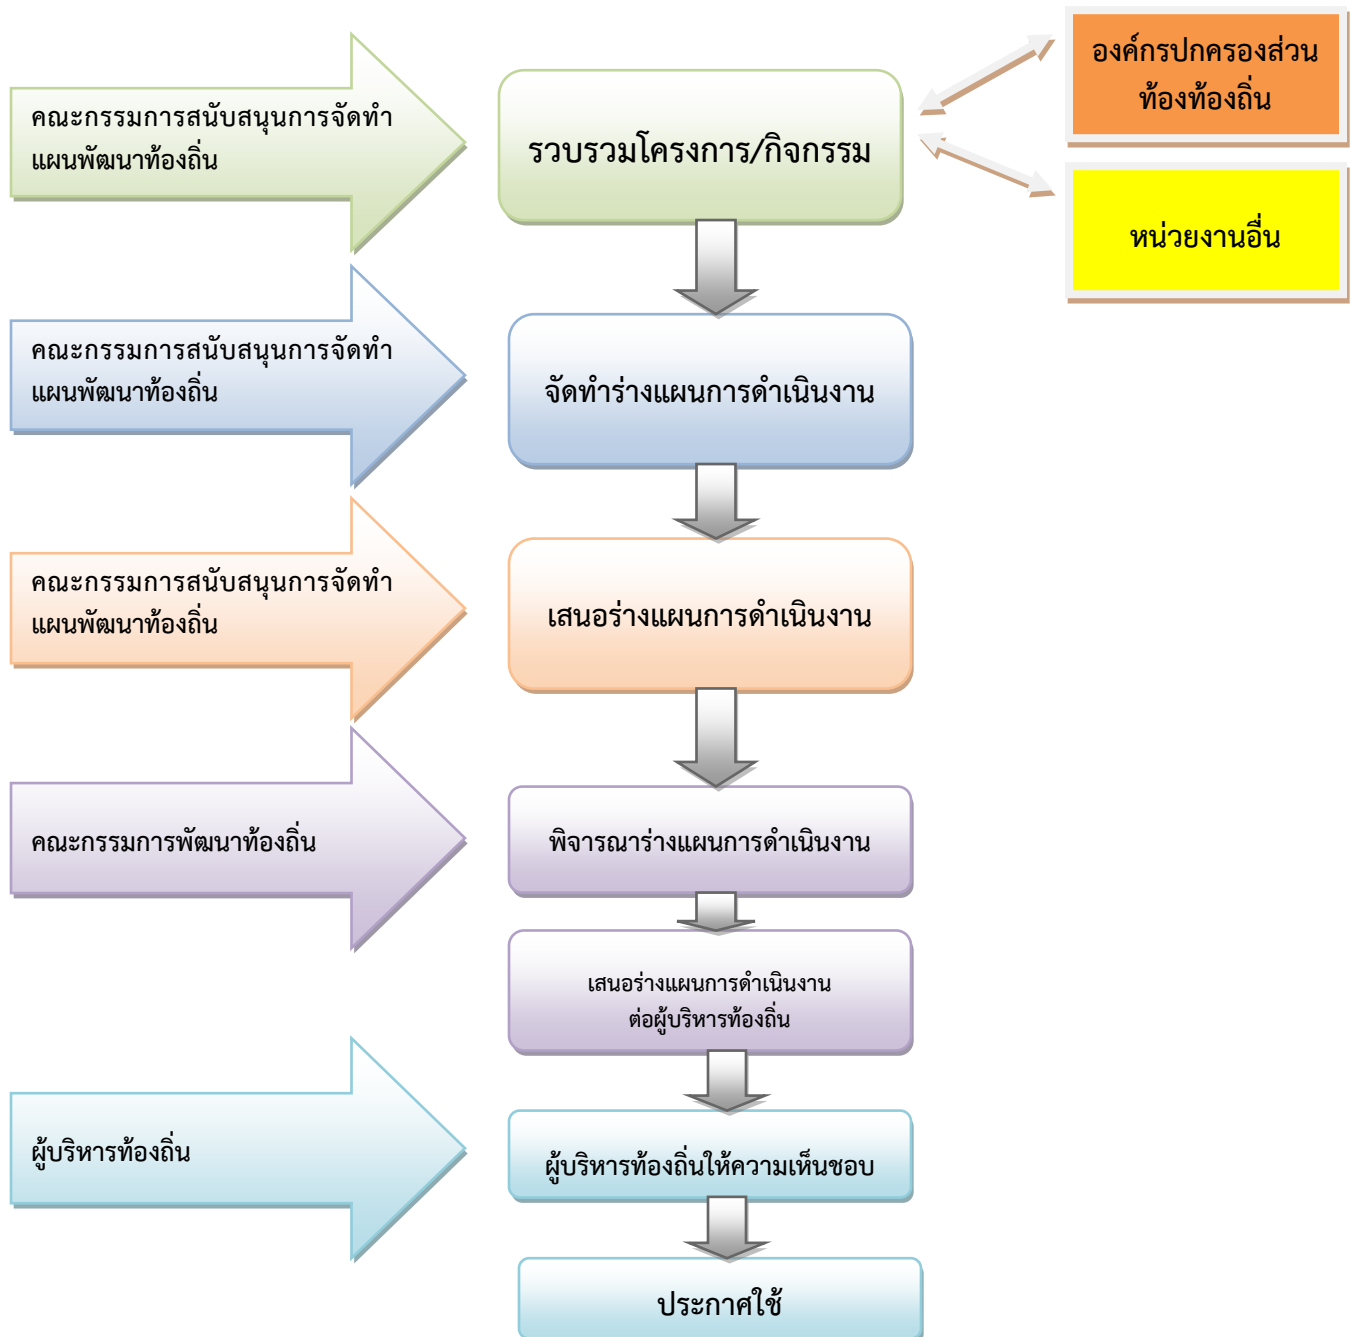 องค์กรปกครองส่วน
ท้องท้องถิ่น
คณะกรรมการสนับสนุนการจัดทำ
แผนพัฒนาท้องถิ่น
รวบรวมโครงการ/กิจกรรม
หน่วยงานอื่น
คณะกรรมการสนับสนุนการจัดทำ
แผนพัฒนาท้องถิ่น
จัดทำร่างแผนการดำเนินงาน
คณะกรรมการสนับสนุนการจัดทำ
แผนพัฒนาท้องถิ่น
เสนอร่างแผนการดำเนินงาน
คณะกรรมการพัฒนาท้องถิ่น
พิจารณาร่างแผนการดำเนินงาน
เสนอร่างแผนการดำเนินงาน
ต่อผู้บริหารท้องถิ่น
ผู้บริหารท้องถิ่น
ผู้บริหารท้องถิ่นให้ความเห็นชอบ
ประกาศใช้